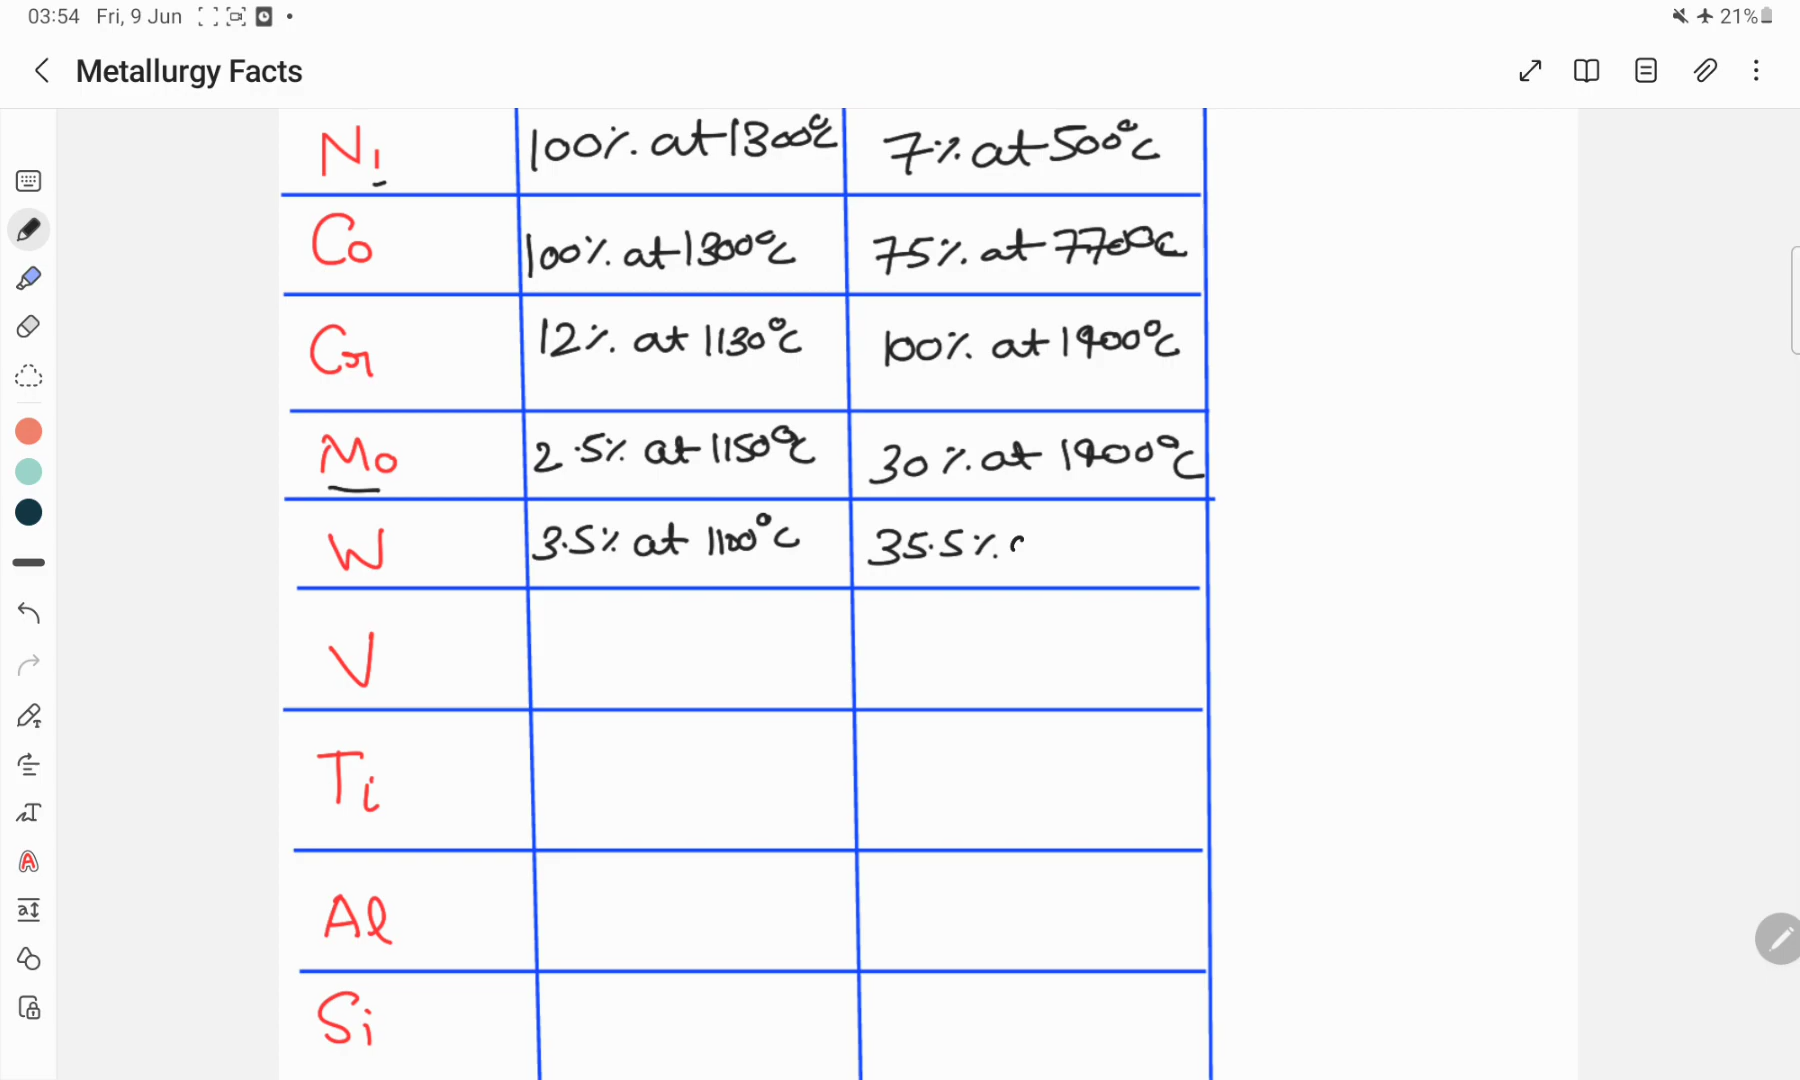 03:54 Fri, 9 Jun
21%
Metallurgy Facts
Ni 100% at 1300°C 7% at 500°C
Co 100% at 1300°C 75% at 770°C
Cr 12% at 1130°C 100% at 1400°C
Mo 2.5% at 1150°C 30% at 1400°C
W 3.5% at 1100°C 35.5%
V
Ti
Al
Si